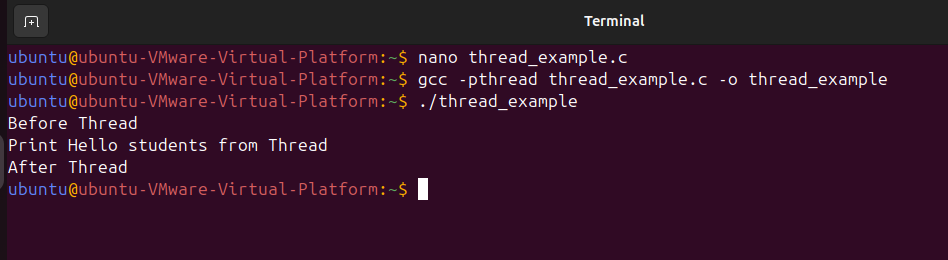 Terminal
ubuntu@ubuntu-VMware-Virtual-Platform:~$ nano thread_example.c
ubuntu@ubuntu-VMware-Virtual-Platform:~$ gcc -pthread thread_example.c -o thread_example
ubuntu@ubuntu-VMware-Virtual-Platform:~$ ./thread_example
Before Thread
Print Hello students from Thread
After Thread
ubuntu@ubuntu-VMware-Virtual-Platform:~$